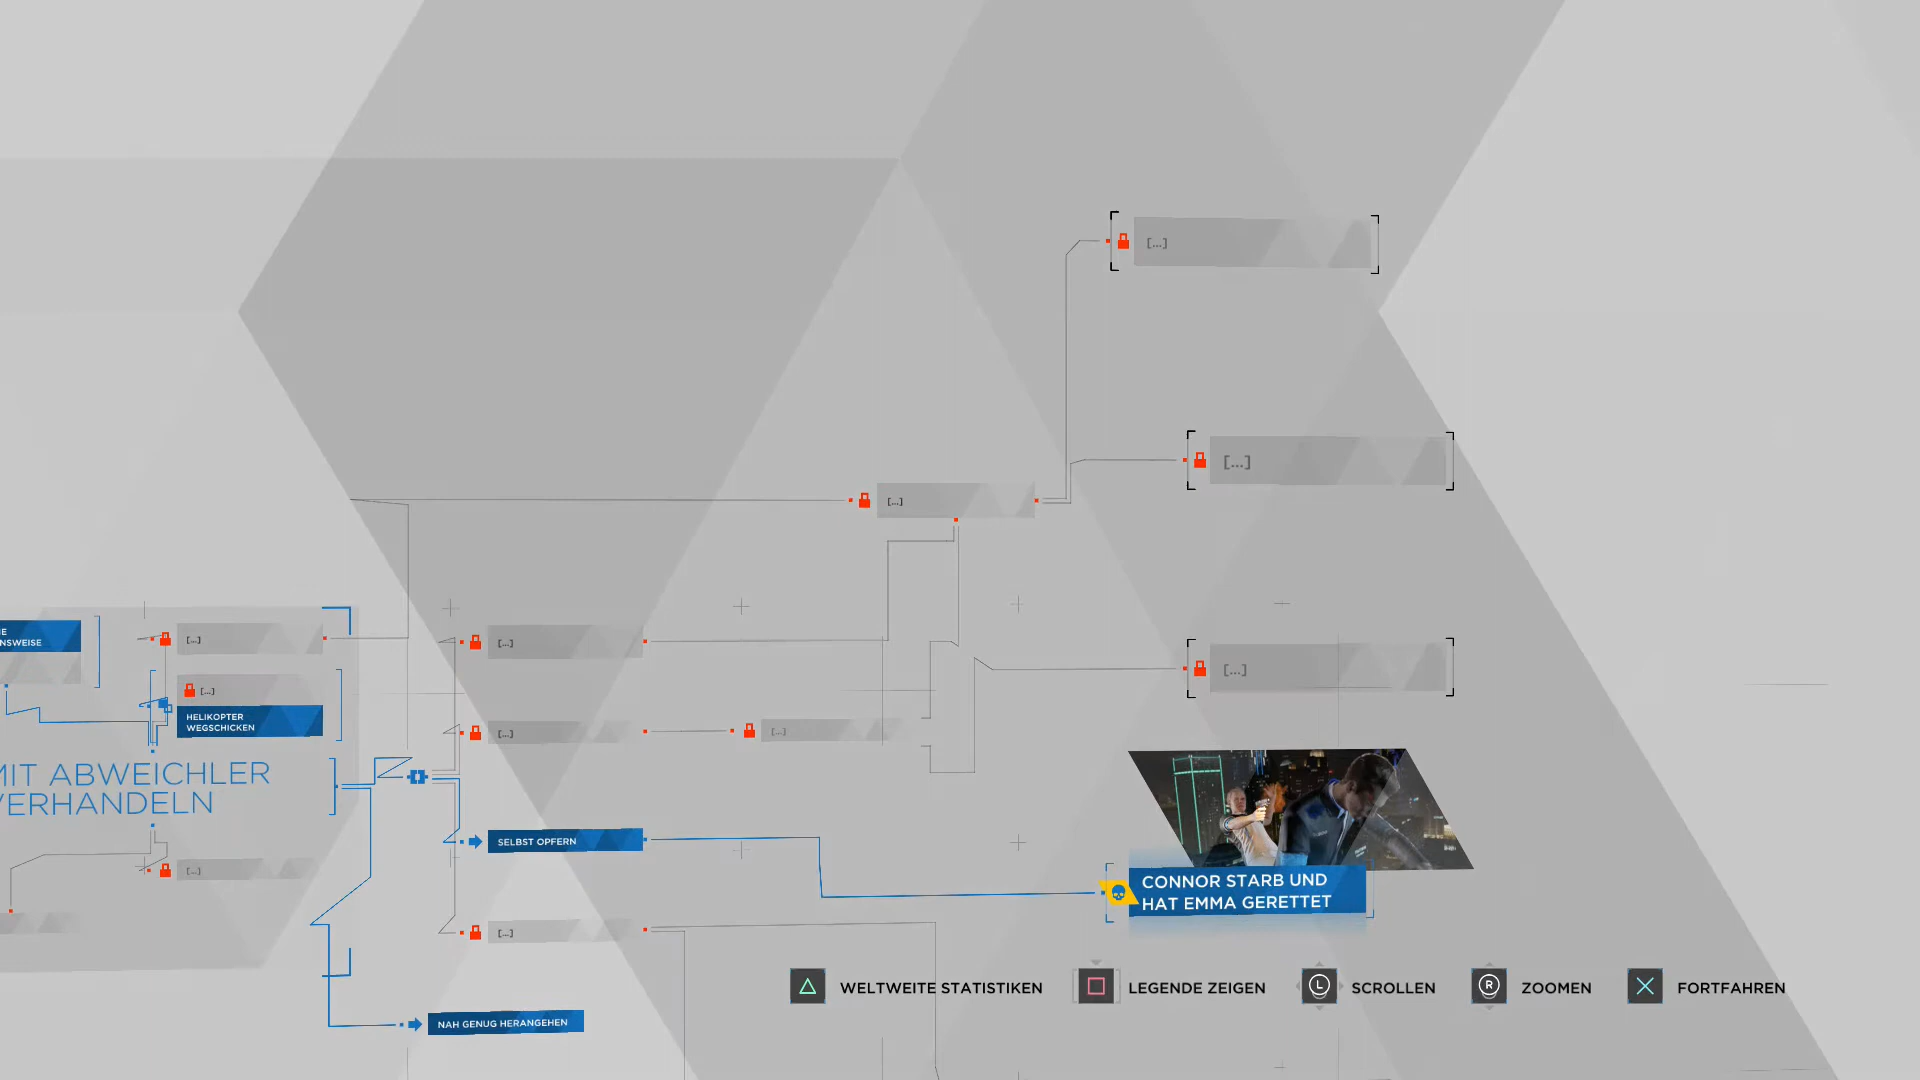 [...]
[...]
[...]
E
NSWEISE
[...]
[...]
[...]
[...]
HELIKOPTER
WEGSCHICKEN
[...]
[...]
MIT ABWEICHLER
VERHANDELN
SELBST OPFERN
[...]
CONNOR STARB UND
HAT EMMA GERETTET
[...]
NAH GENUG HERANGEHEN
WELTWEITE STATISTIKEN
LEGENDE ZEIGEN
L
SCROLLEN
R
ZOOMEN
FORTFAHREN